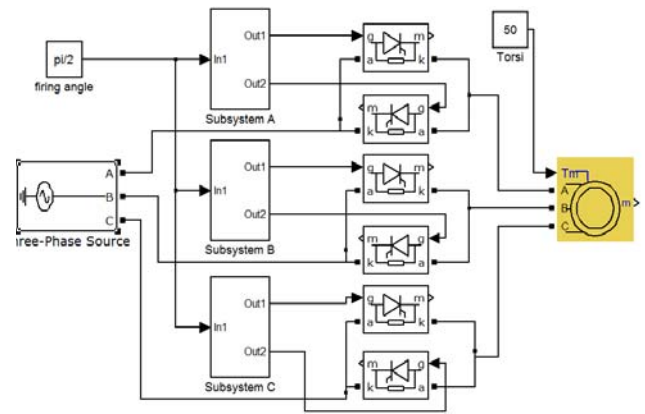 pi/2
firing angle
In1
Out1
Out2
Subsystem A
g
m
a
k
m
g
k
a
50
Torsi
A
B
C
hree-Phase Source
In1
Out1
Out2
Subsystem B
g
m
a
k
m
g
k
a
Tm
A
B
C
m
In1
Out1
Out2
Subsystem C
g
m
a
k
m
g
k
a